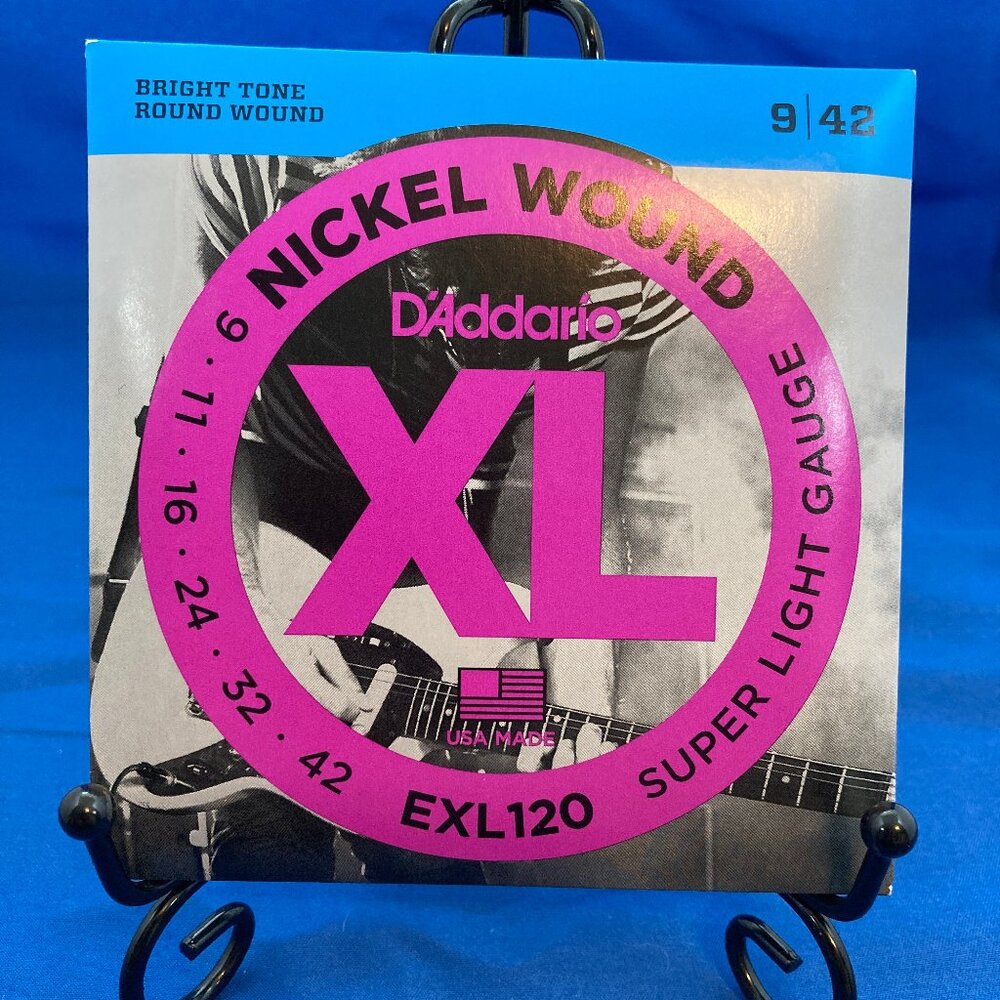 BRIGHT TONE
ROUND WOUND
9|42
NICKEL WOUND
D'Addario
XL
USA MADE
9 · 11 · 16 · 24 · 32 · 42
EXL120
SUPER LIGHT GAUGE